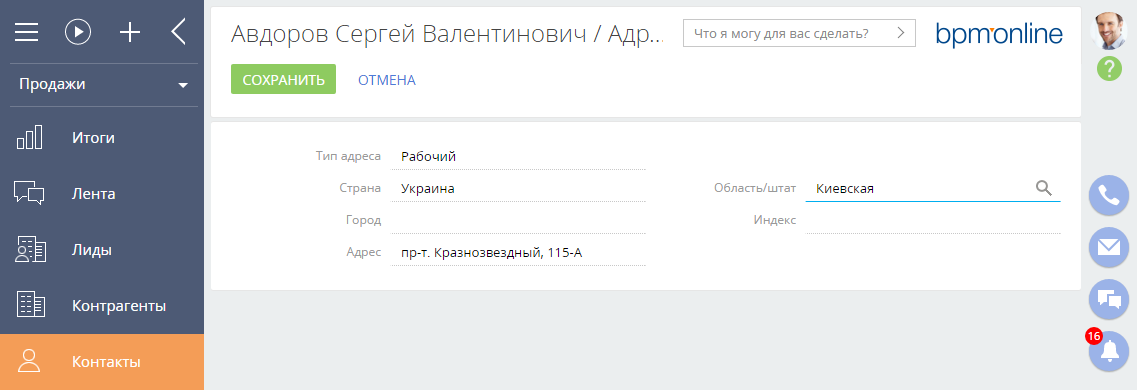 Авдоров Сергей Валентинович / Адр...
Что я могу для вас сделать?
bpm'online
СОХРАНИТЬ
ОТМЕНА
?
Продажи
Итоги
Лента
Лиды
Контрагенты
Контакты
Тип адреса
Рабочий
Страна
Украина
Область/штат
Киевская
Город
Индекс
Адрес
пр-т. Кразнозвездный, 115-А
16